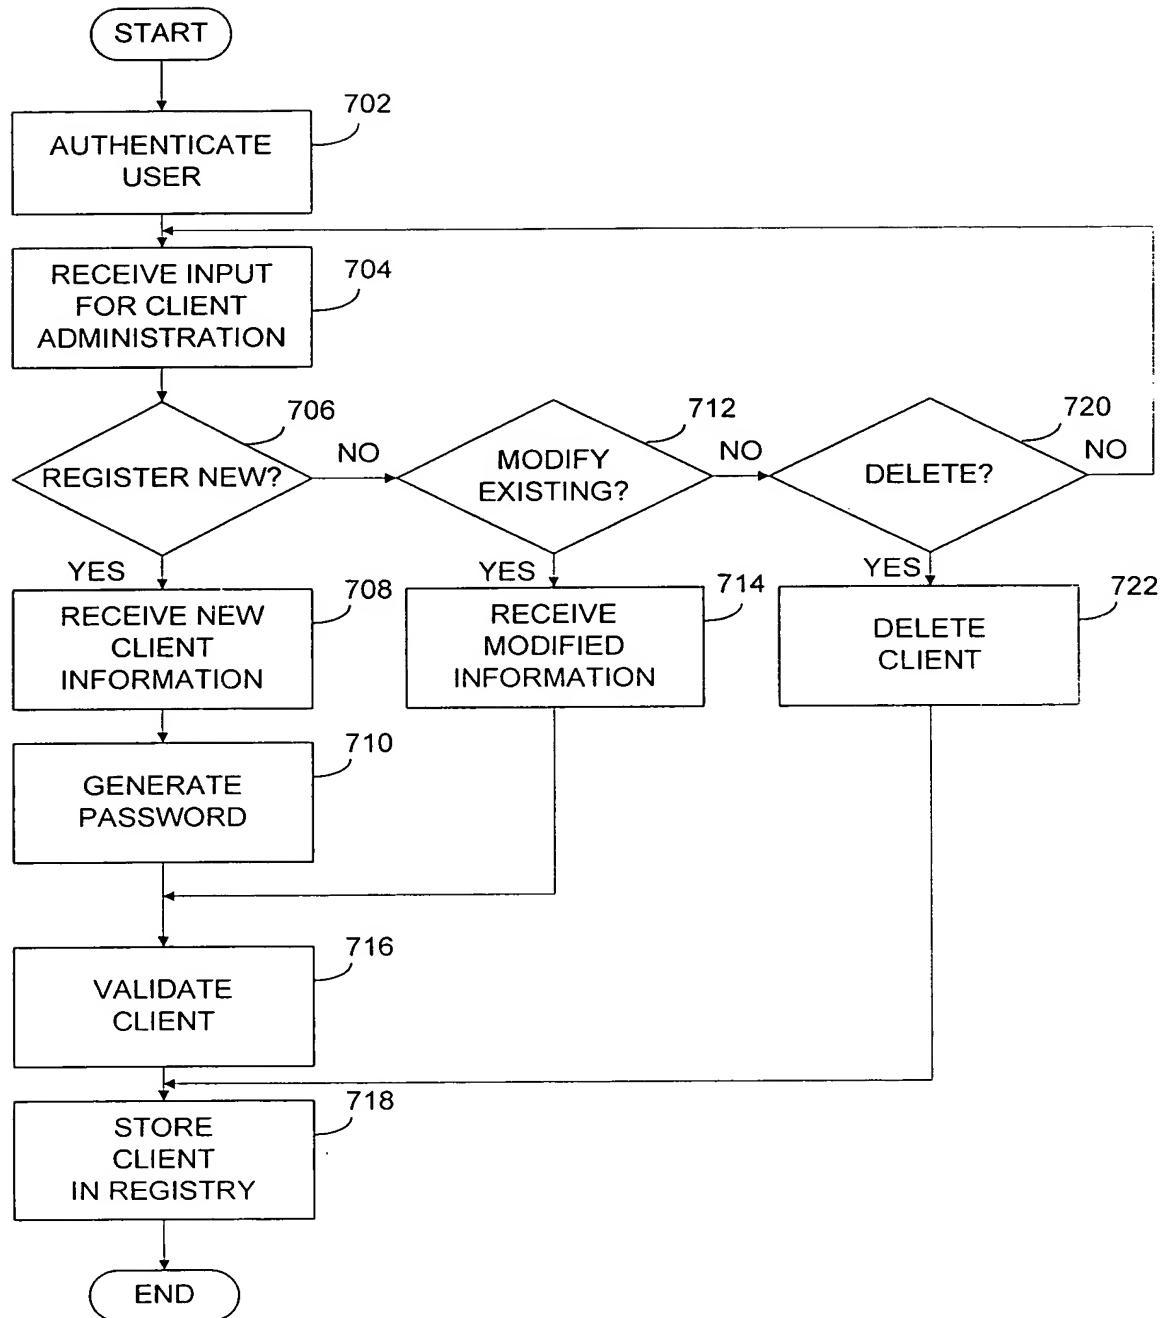 START
702
AUTHENTICATE
USER
704
RECEIVE INPUT
FOR CLIENT
ADMINISTRATION
706
REGISTER NEW?
NO
712
MODIFY
EXISTING?
NO
720
DELETE?
NO
YES
708
RECEIVE NEW
CLIENT
INFORMATION
YES
714
RECEIVE
MODIFIED
INFORMATION
YES
722
DELETE
CLIENT
710
GENERATE
PASSWORD
716
VALIDATE
CLIENT
718
STORE
CLIENT
IN REGISTRY
END